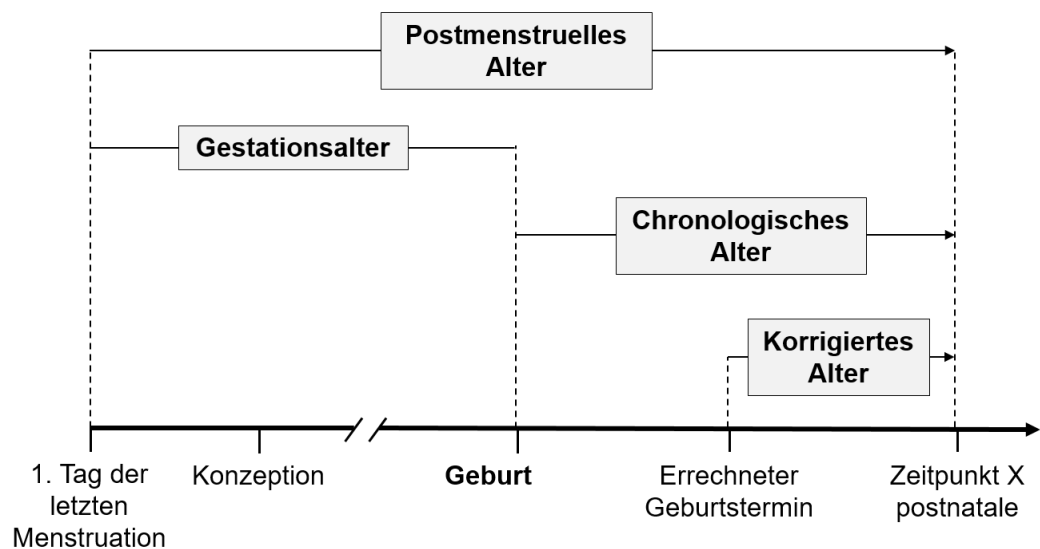 Postmenstruelles
Alter
Gestationsalter
Chronologisches
Alter
Korrigiertes
Alter
1. Tag der
letzten
Menstruation
Konzeption
Geburt
Errechneter
Geburtstermin
Zeitpunkt X
postnatale